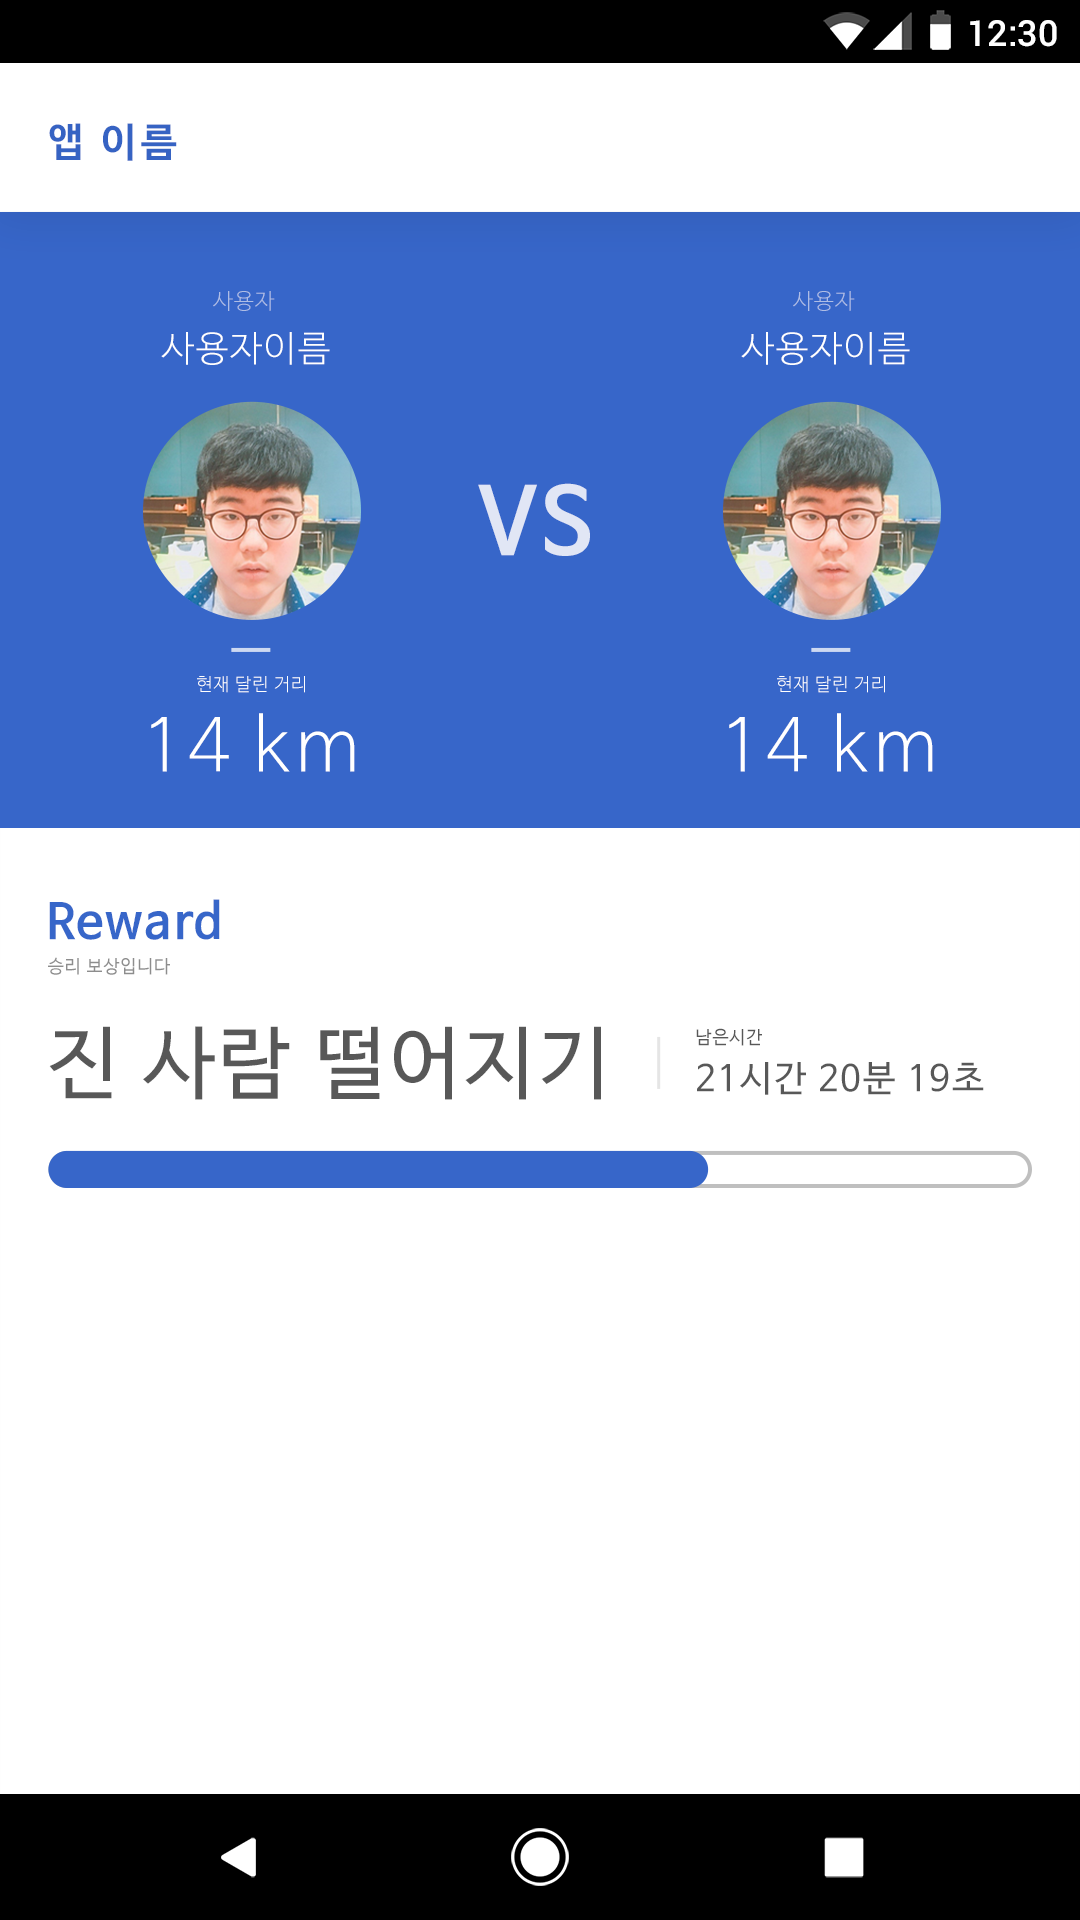 12:30
앱 이름
사용자
사용자이름
사용자
사용자이름
VS
현재 달린 거리
14 km
현재 달린 거리
14 km
Reward
승리 보상입니다
진 사람 떨어지기
남은시간
21시간 20분 19초